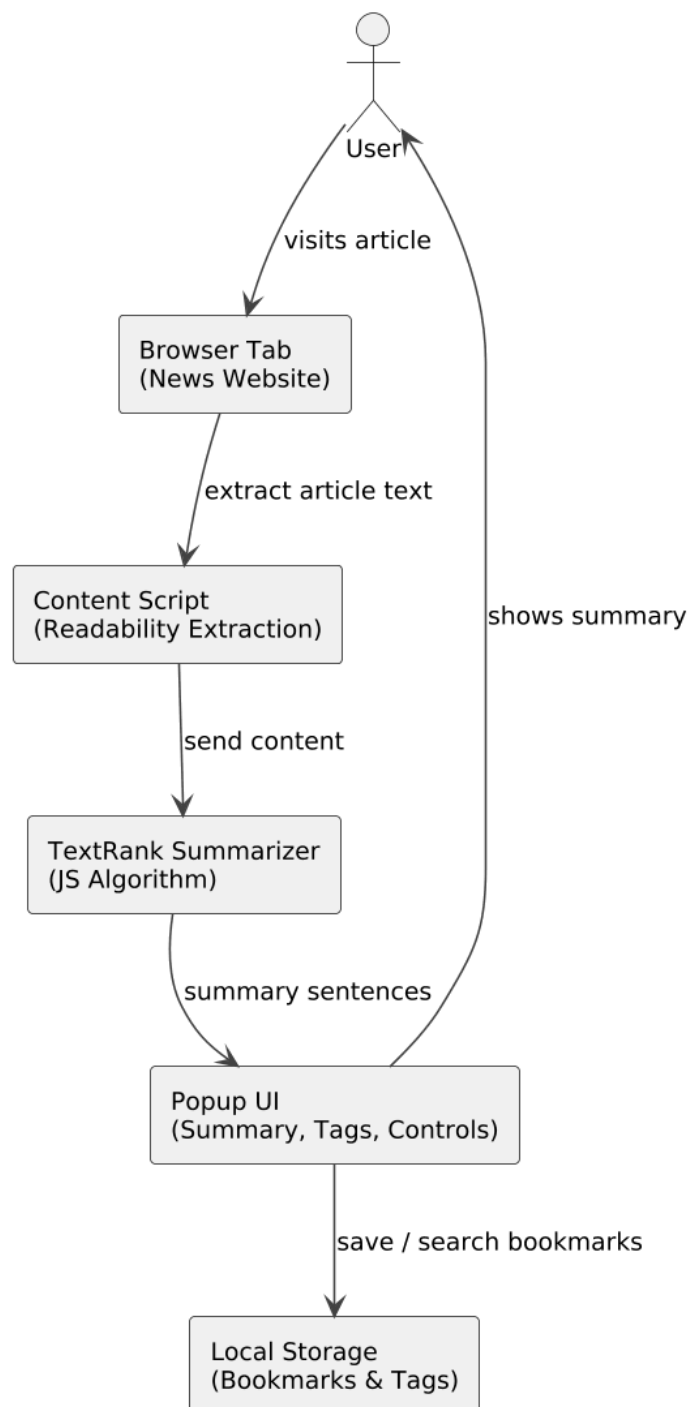 User
visits article
Browser Tab
(News Website)
extract article text
Content Script
(Readability Extraction)
shows summary
send content
TextRank Summarizer
(JS Algorithm)
summary sentences
Popup UI
(Summary, Tags, Controls)
save / search bookmarks
Local Storage
(Bookmarks & Tags)